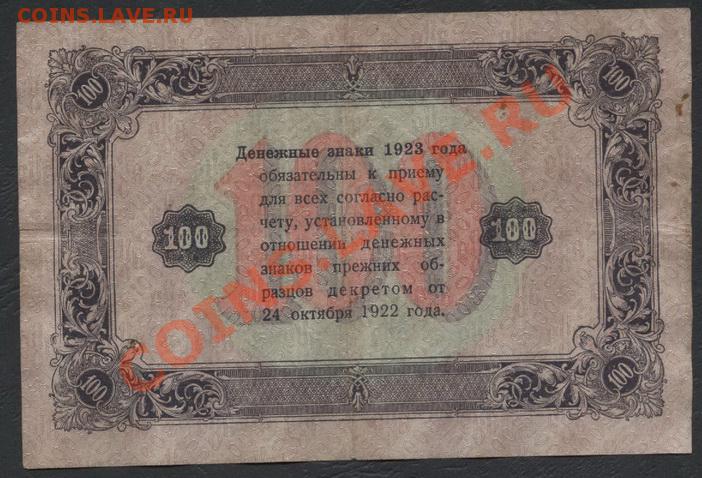 COINS.LAVE.RU
100
100
Денежные знаки 1923 года
обязательны к приему
для всех согласно рас-
чету, установленному в
отношении денежных
знаков прежних об-
разцов декретом от
24 октября 1922 года.
100
100
100
COINS.LAVE.RU
100
100